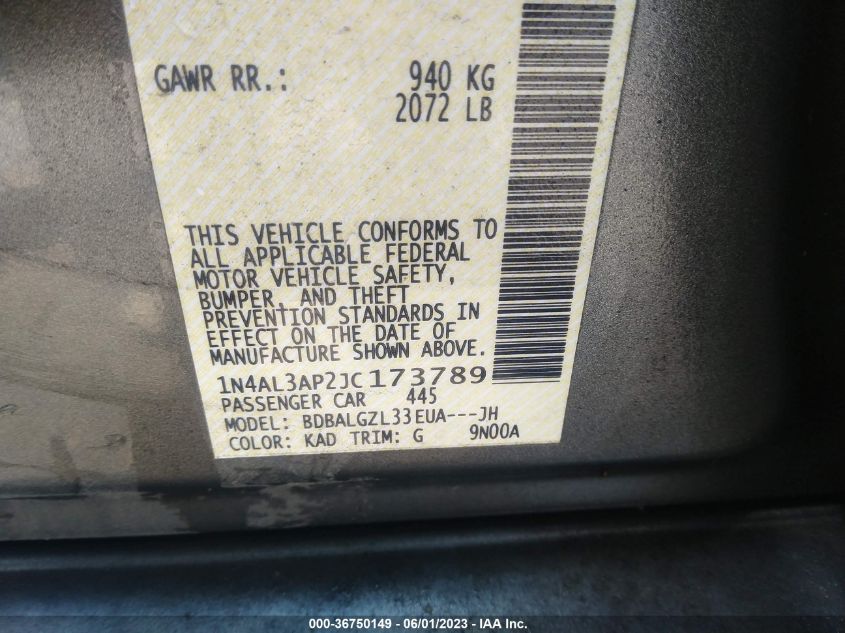 GAWR RR.: 940 KG
2072 LB
THIS VEHICLE CONFORMS TO
ALL APPLICABLE FEDERAL
MOTOR VEHICLE SAFETY,
BUMPER, AND THEFT
PREVENTION STANDARDS IN
EFFECT ON THE DATE OF
MANUFACTURE SHOWN ABOVE.
1N4AL3AP2JC173789
PASSENGER CAR 445
MODEL: BDBALGZL33EUA---JH
COLOR: KAD TRIM: G 9N00A
000-36750149 - 06/01/2023 - IAAI.com